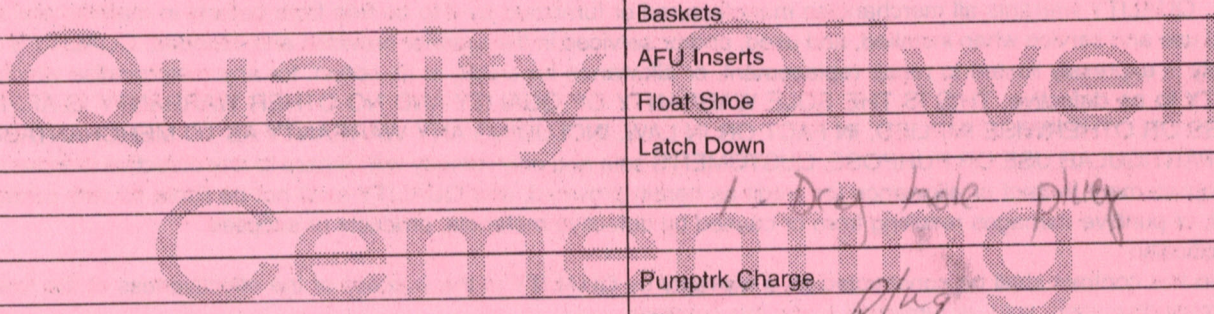 Baskets
AFU Inserts
Float Shoe
Latch Down
1 - Dry hole plug
Pumptrk Charge plug
Quality Oilwell
Cementing